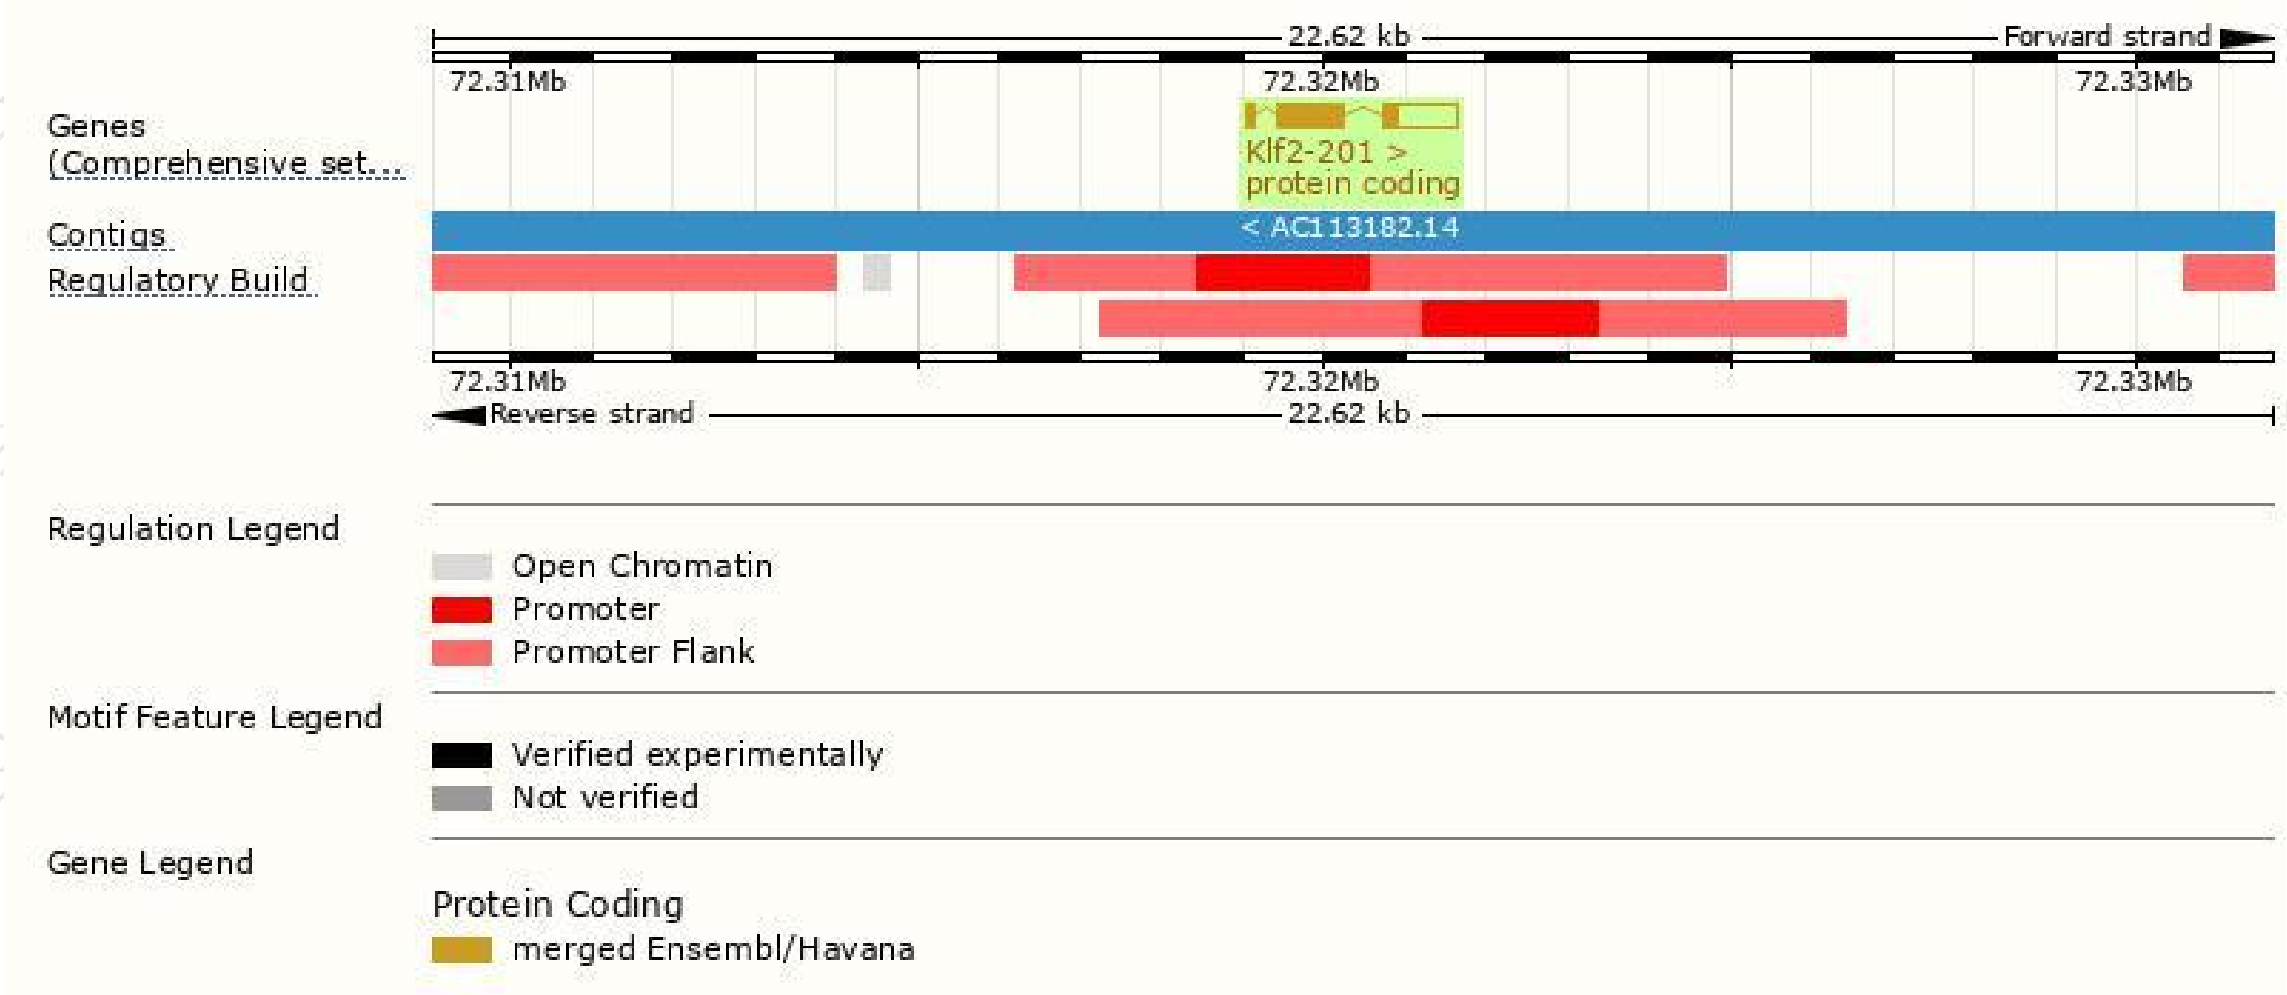 22.62 kb Forward strand
72.31Mb 72.32Mb 72.33Mb
Genes
(Comprehensive set...
Klf2-201 >
protein coding
Contigs
< AC113182.14
Regulatory Build
72.31Mb 72.32Mb 72.33Mb
Reverse strand 22.62 kb
Regulation Legend
Open Chromatin
Promoter
Promoter Flank
Motif Feature Legend
Verified experimentally
Not verified
Gene Legend
Protein Coding
merged Ensembl/Havana